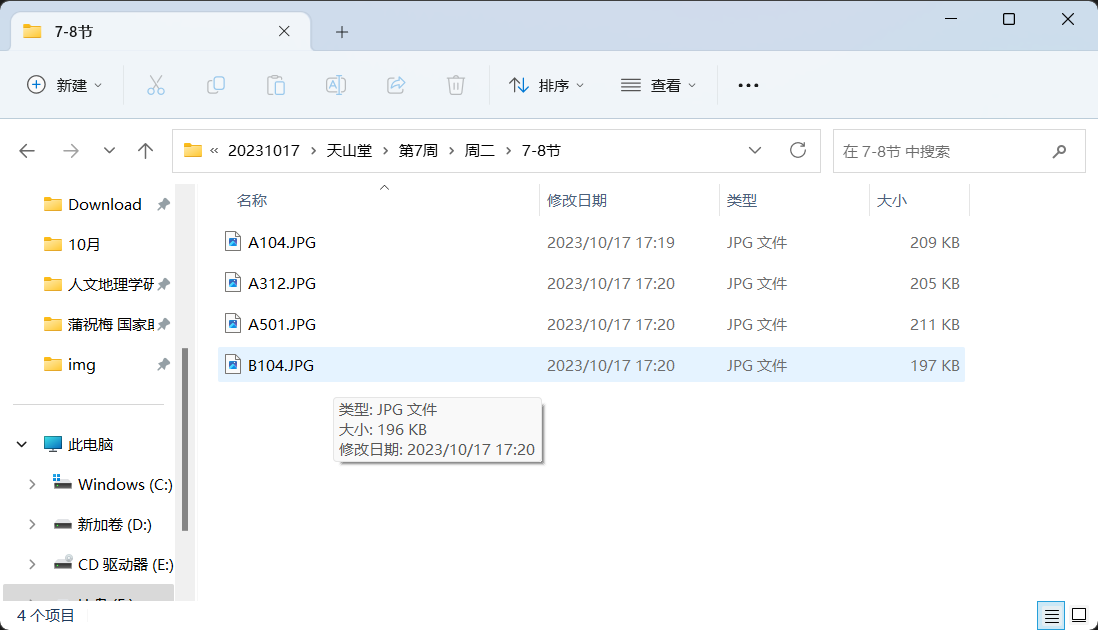 7-8节
新建
排序
查看
« 20231017 › 天山堂 › 第7周 › 周二 › 7-8节
在 7-8节 中搜索
Download
10月
人文地理学研
蒲祝梅 国家
img
此电脑
Windows (C:)
新加卷 (D:)
CD 驱动器 (E:)
名称 修改日期 类型 大小
A104.JPG 2023/10/17 17:19 JPG 文件 209 KB
A312.JPG 2023/10/17 17:20 JPG 文件 205 KB
A501.JPG 2023/10/17 17:20 JPG 文件 211 KB
B104.JPG 2023/10/17 17:20 JPG 文件 197 KB
类型: JPG 文件
大小: 196 KB
修改日期: 2023/10/17 17:20
4 个项目